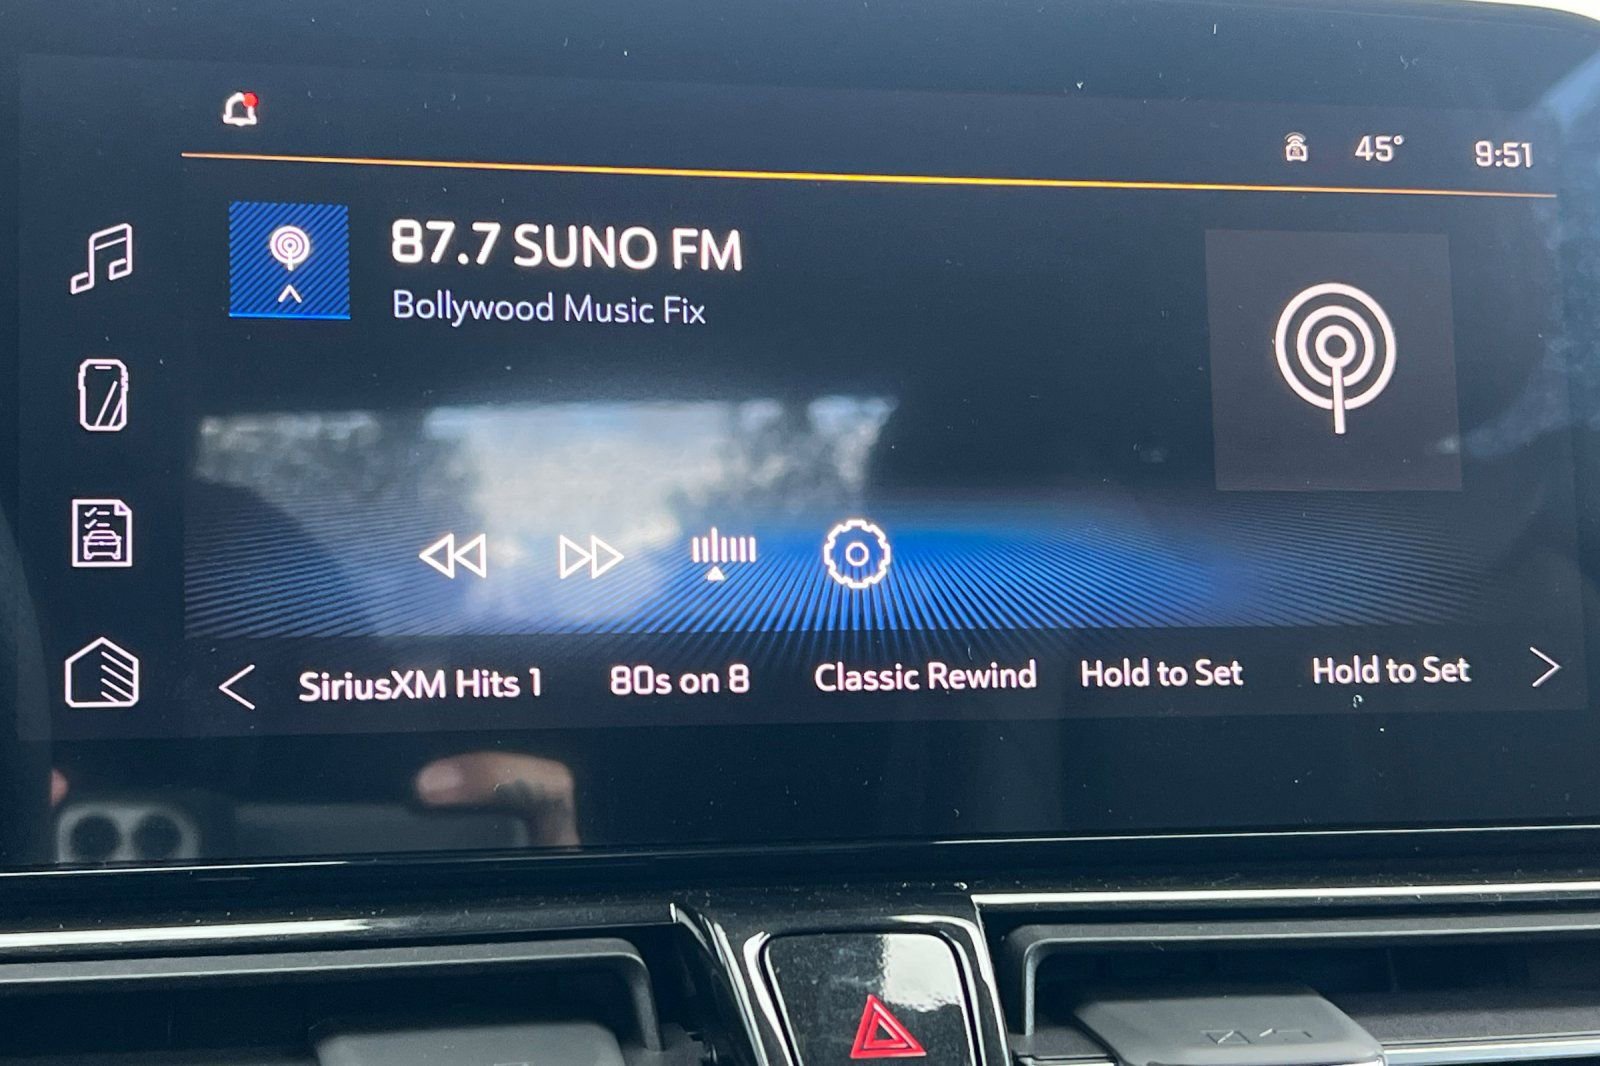 45° 9:51
87.7 SUNO FM
Bollywood Music Fix
SiriusXM Hits 1 80s on 8 Classic Rewind Hold to Set Hold to Set